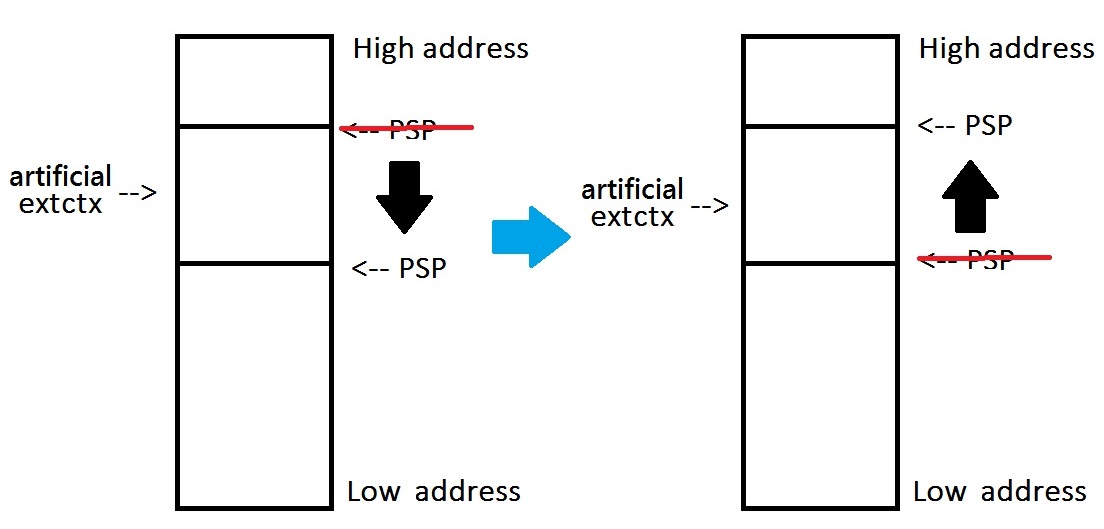 High address
<-- PSP
artificial
extctx -->
<-- PSP
Low address
High address
<-- PSP
artificial
extctx -->
<-- PSP
Low address